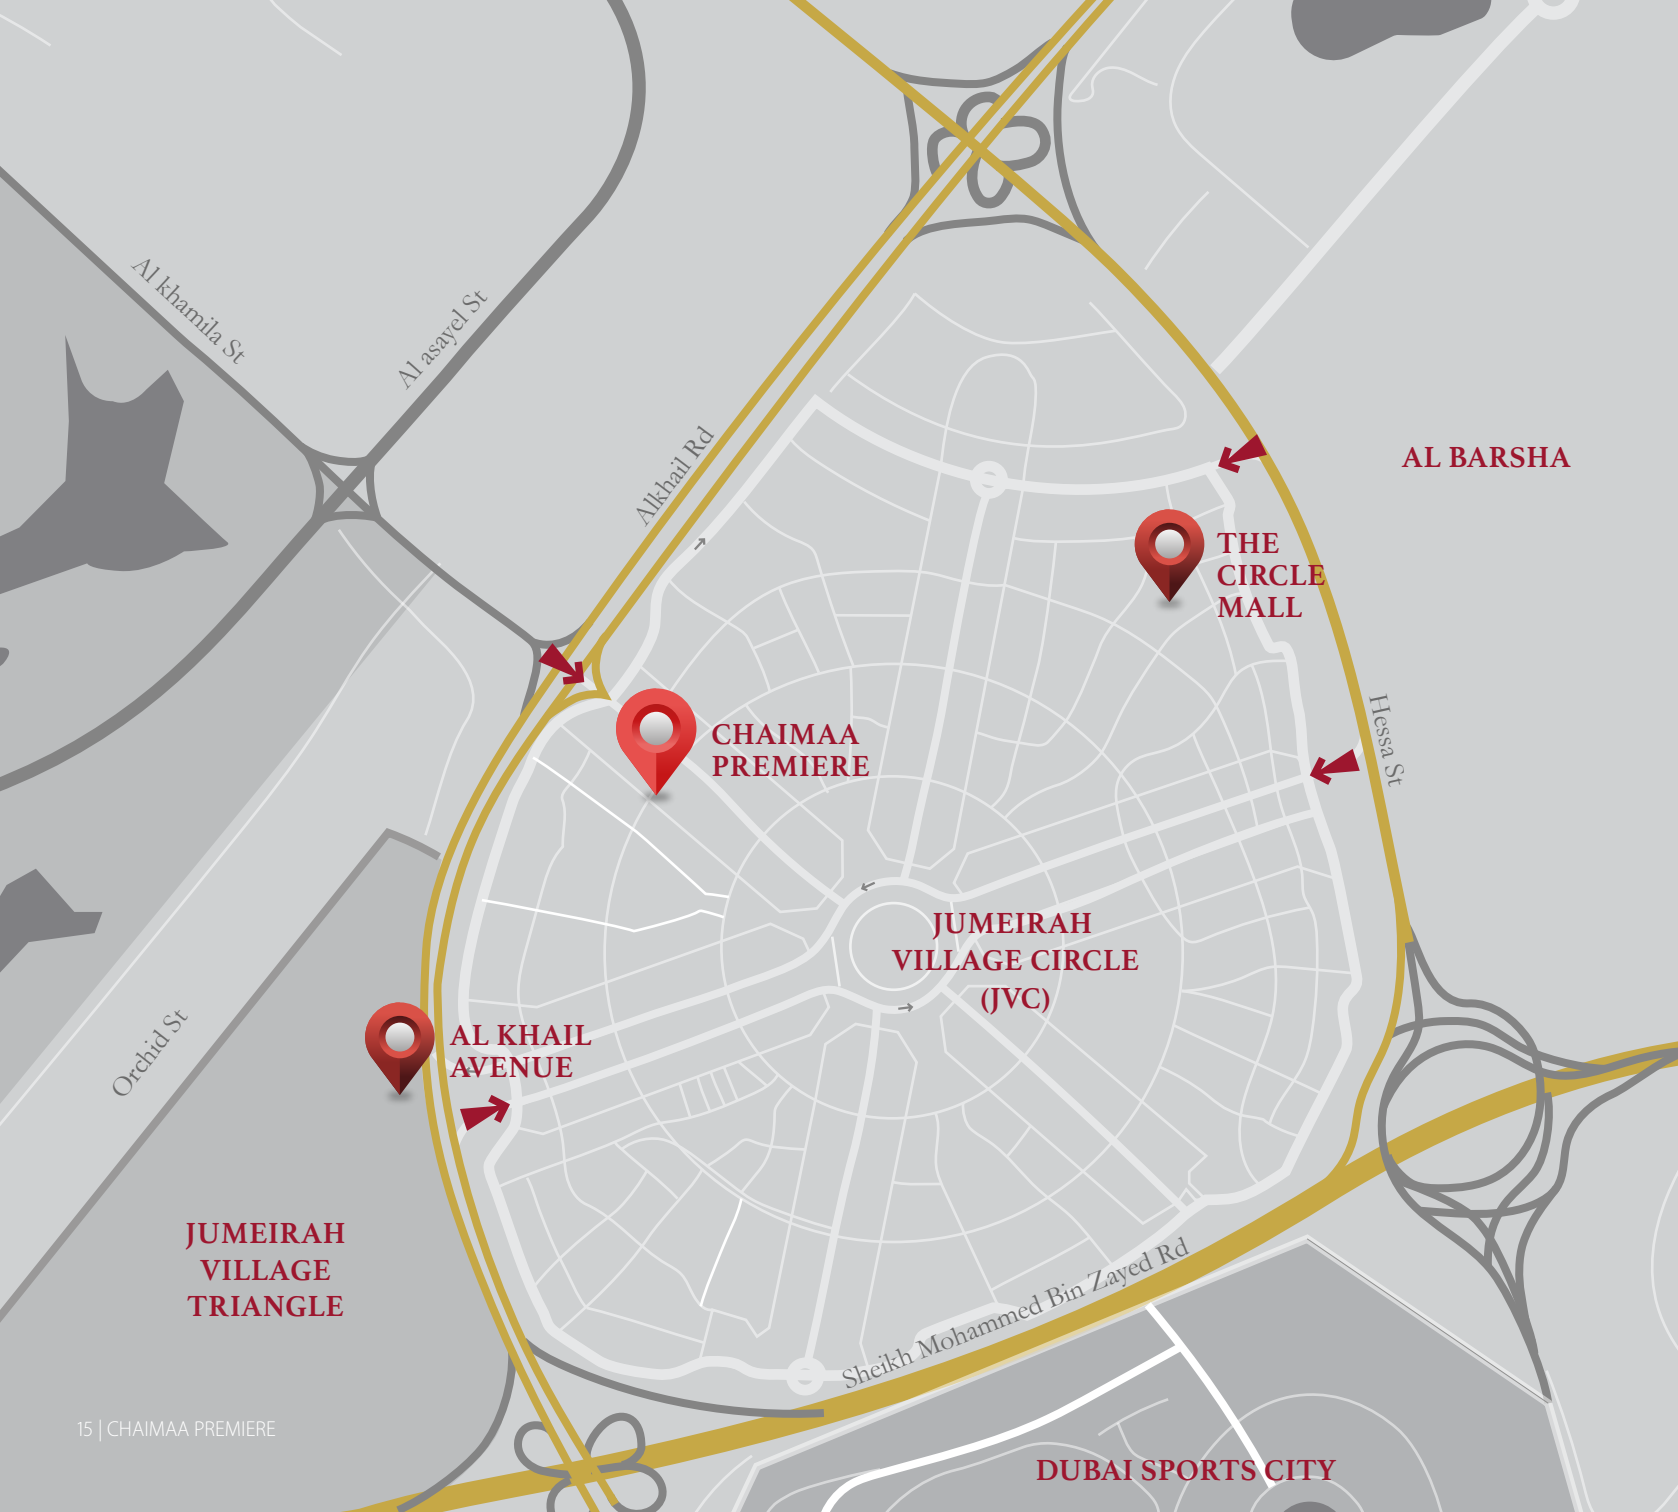 Al khamila St
Al asayel St
Alkhail Rd
AL BARSHA
THE
CIRCLE
MALL
Hessa St
CHAIMAA
PREMIERE
JUMEIRAH
VILLAGE CIRCLE
(JVC)
AL KHAIL
AVENUE
Orchid St
JUMEIRAH
VILLAGE
TRIANGLE
Sheikh Mohammed Bin Zayed Rd
15 | CHAIMAA PREMIERE
DUBAI SPORTS CITY